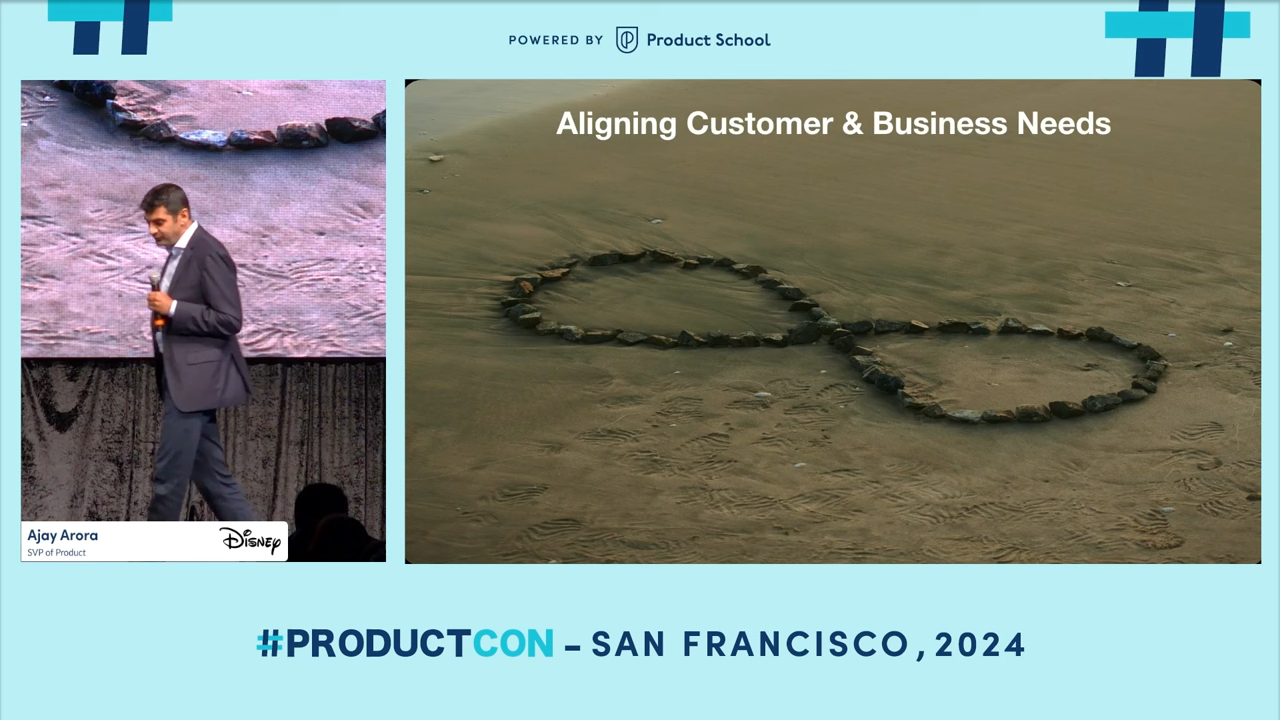 POWERED BY Product School
Aligning Customer & Business Needs
Ajay Arora
SVP of Product
Disney
#PRODUCTCON – SAN FRANCISCO, 2024